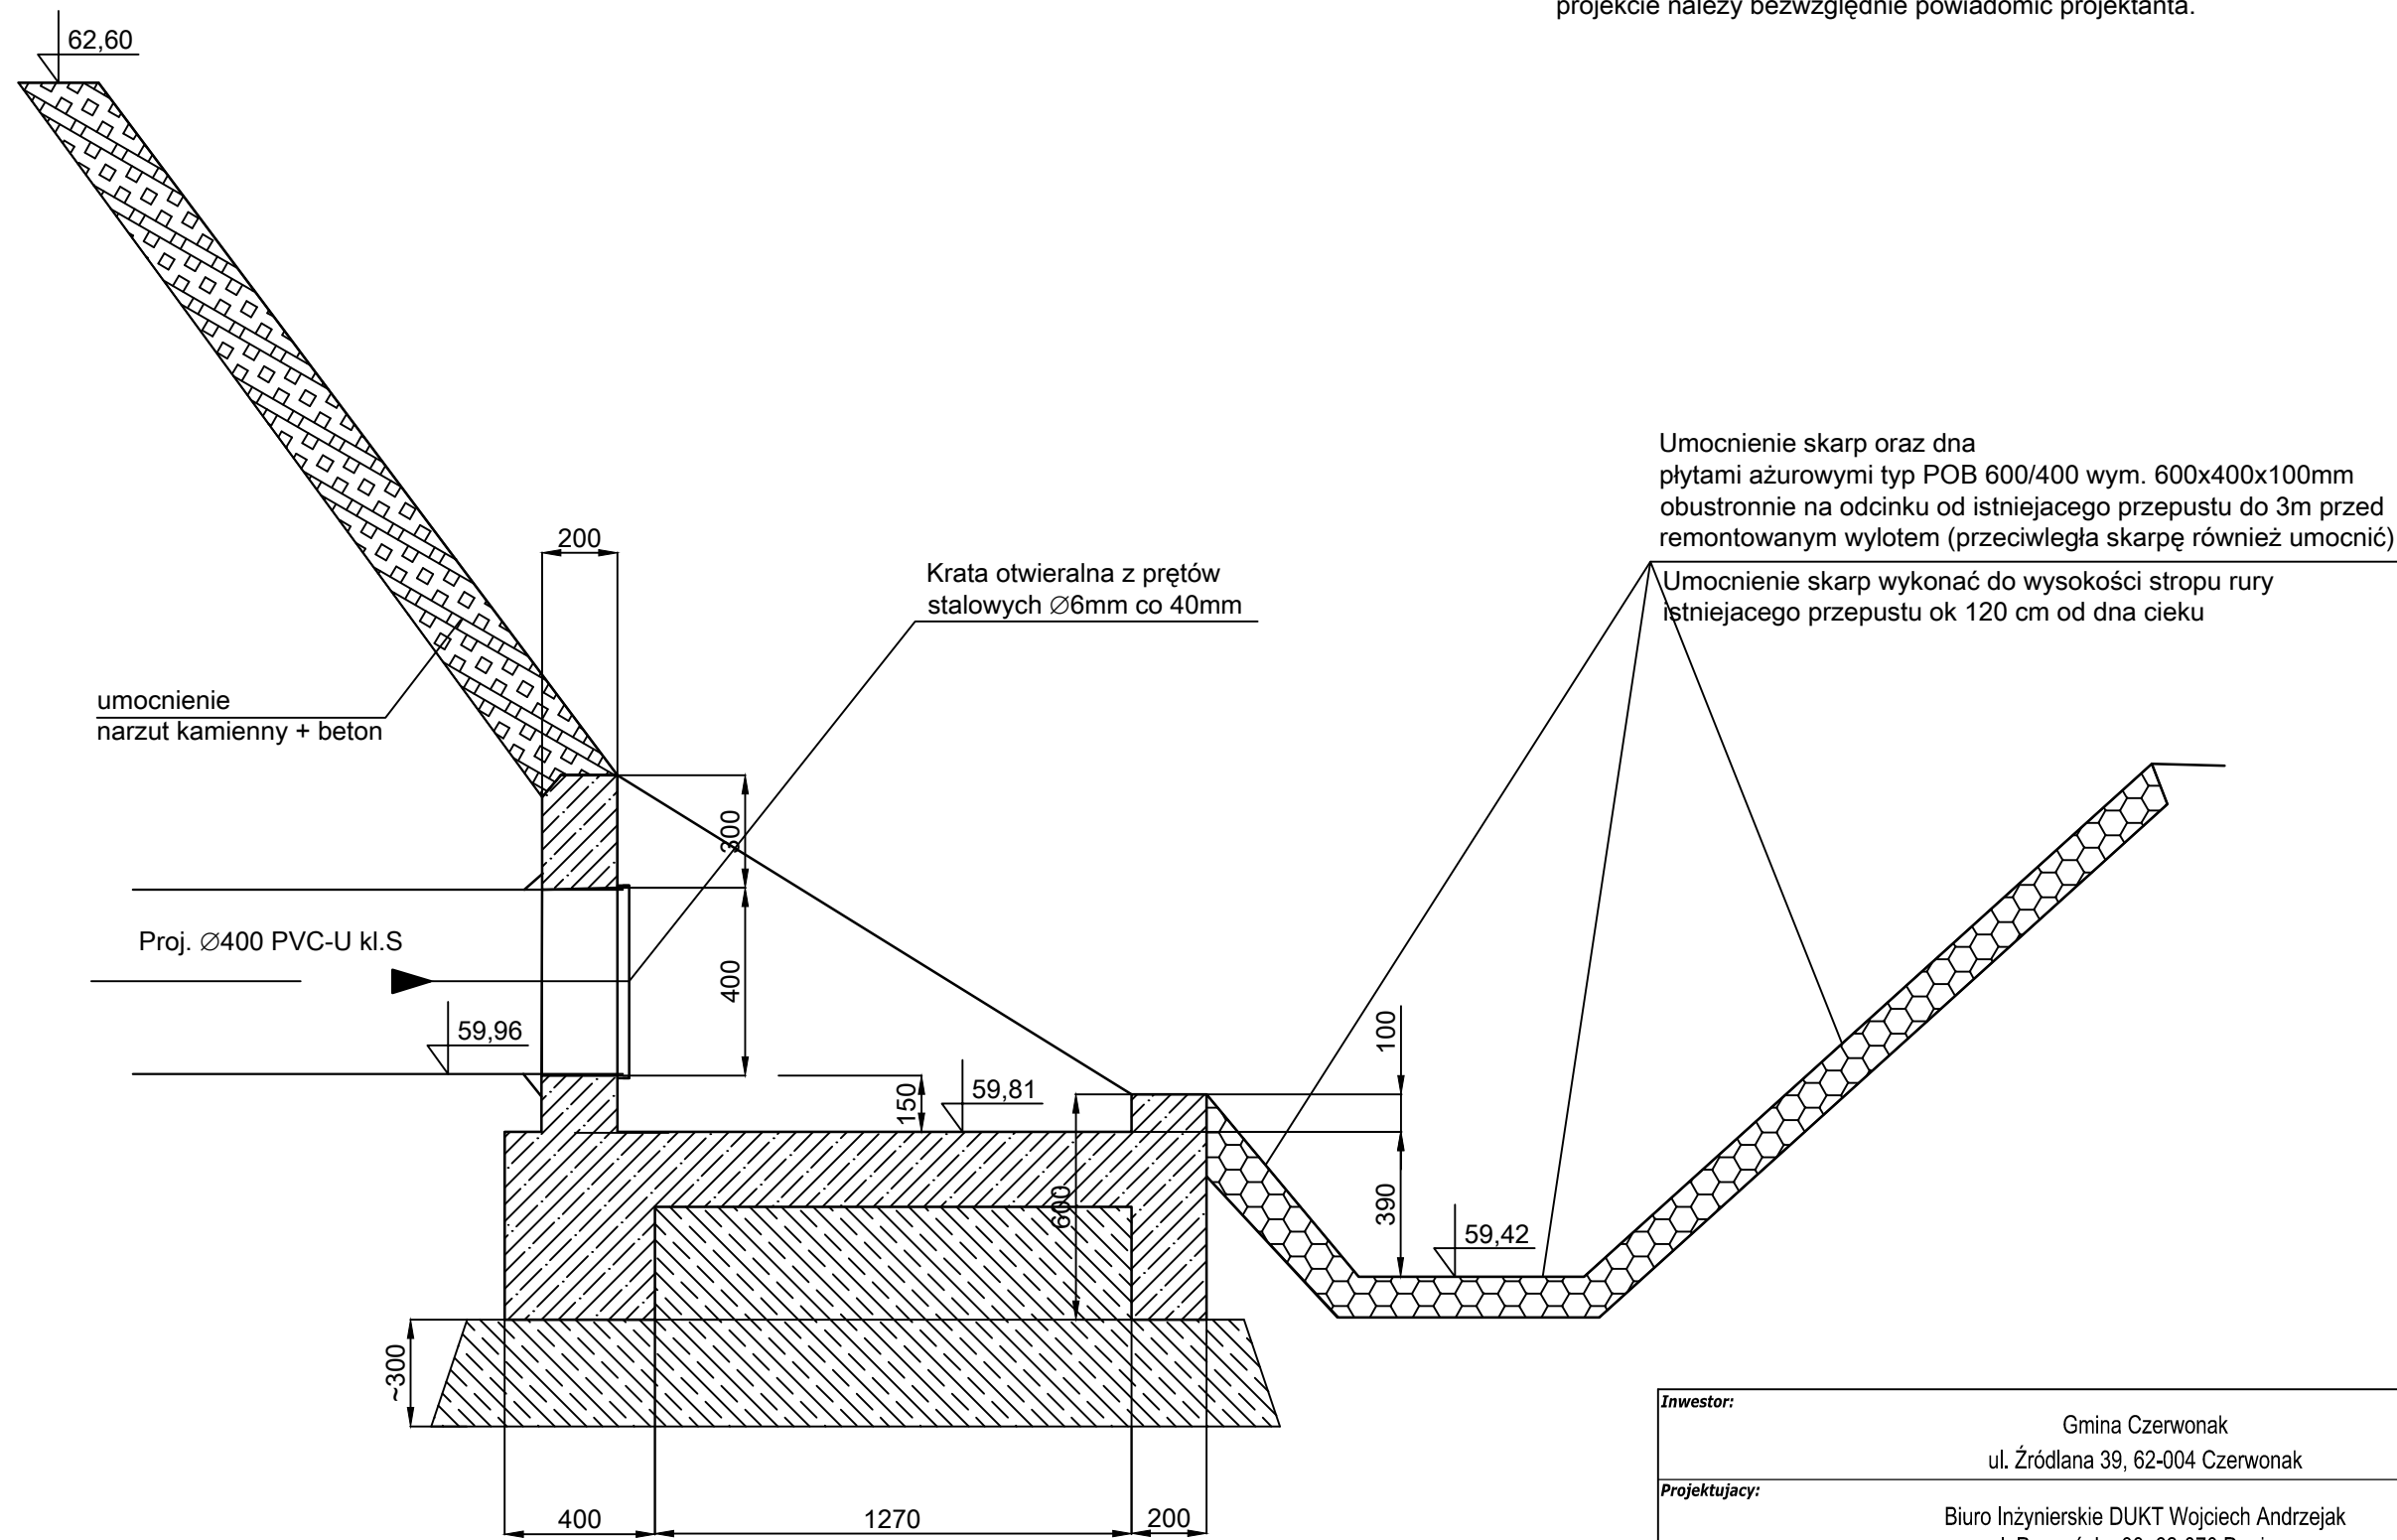 projekcie należy bezwzględnie powiadomić projektanta.
62,60
Umocnienie skarp oraz dna
płytami ażurowymi typ POB 600/400 wym. 600x400x100mm
obustronnie na odcinku od istniejacego przepustu do 3m przed
remontowanym wylotem (przeciwległa skarpę również umocnić)
Umocnienie skarp wykonać do wysokości stropu rury
istniejacego przepustu ok 120 cm od dna cieku
200
Krata otwieralna z prętów
stalowych ∅6mm co 40mm
umocnienie
narzut kamienny + beton
300
Proj. ∅400 PVC-U kl.S
400
59,96
100
150
59,81
600
390
59,42
~300
400
1270
200
Inwestor:
Gmina Czerwonak
ul. Źródlana 39, 62-004 Czerwonak
Projektujacy:
Biuro Inżynierskie DUKT Wojciech Andrzejak